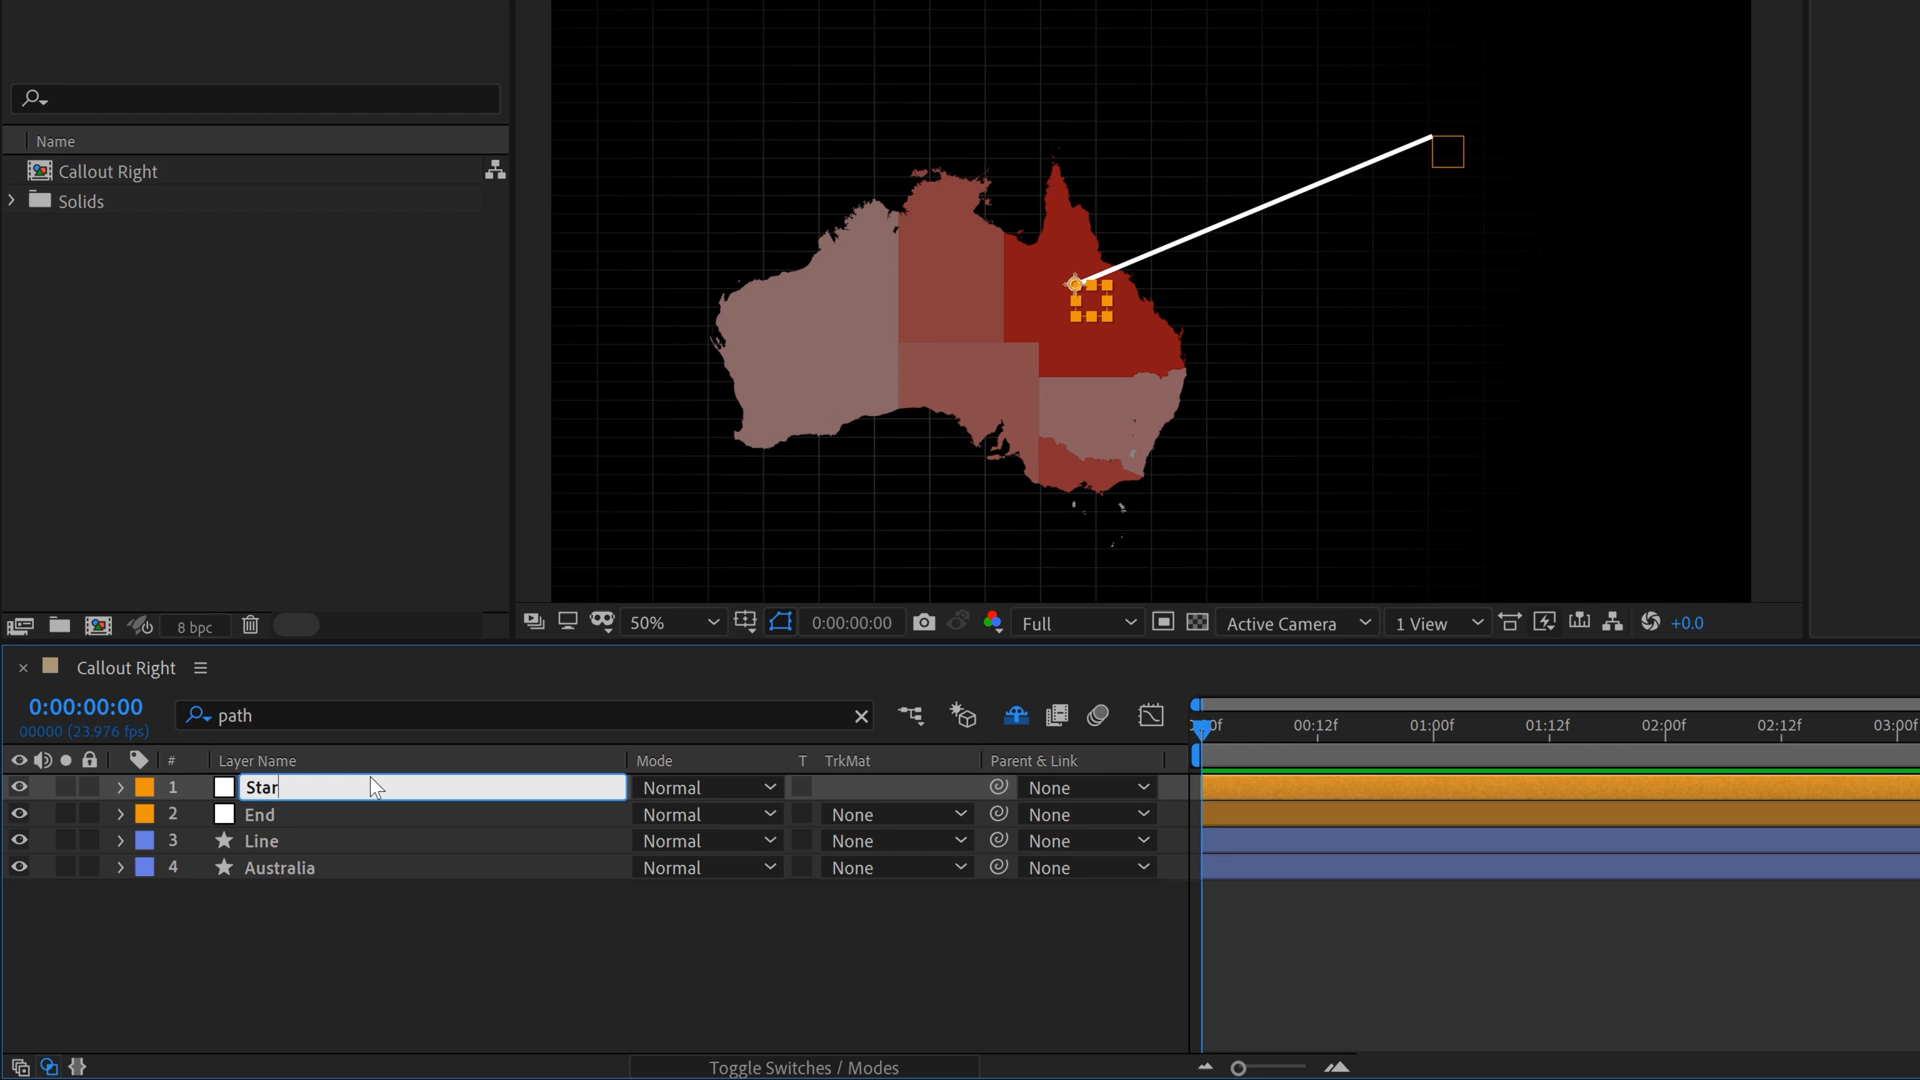 Name
Callout Right
Solids
8 bpc
50%
0:00:00:00
Full
Active Camera
1 View
+0.0
Callout Right
0:00:00:00
00000 (23.976 fps)
path
00f 00:12f 01:00f 01:12f 02:00f 02:12f 03:00f
# Layer Name Mode T TrkMat Parent & Link
1 Star Normal None
2 End Normal None None
3 Line Normal None None
4 Australia Normal None None
Toggle Switches / Modes